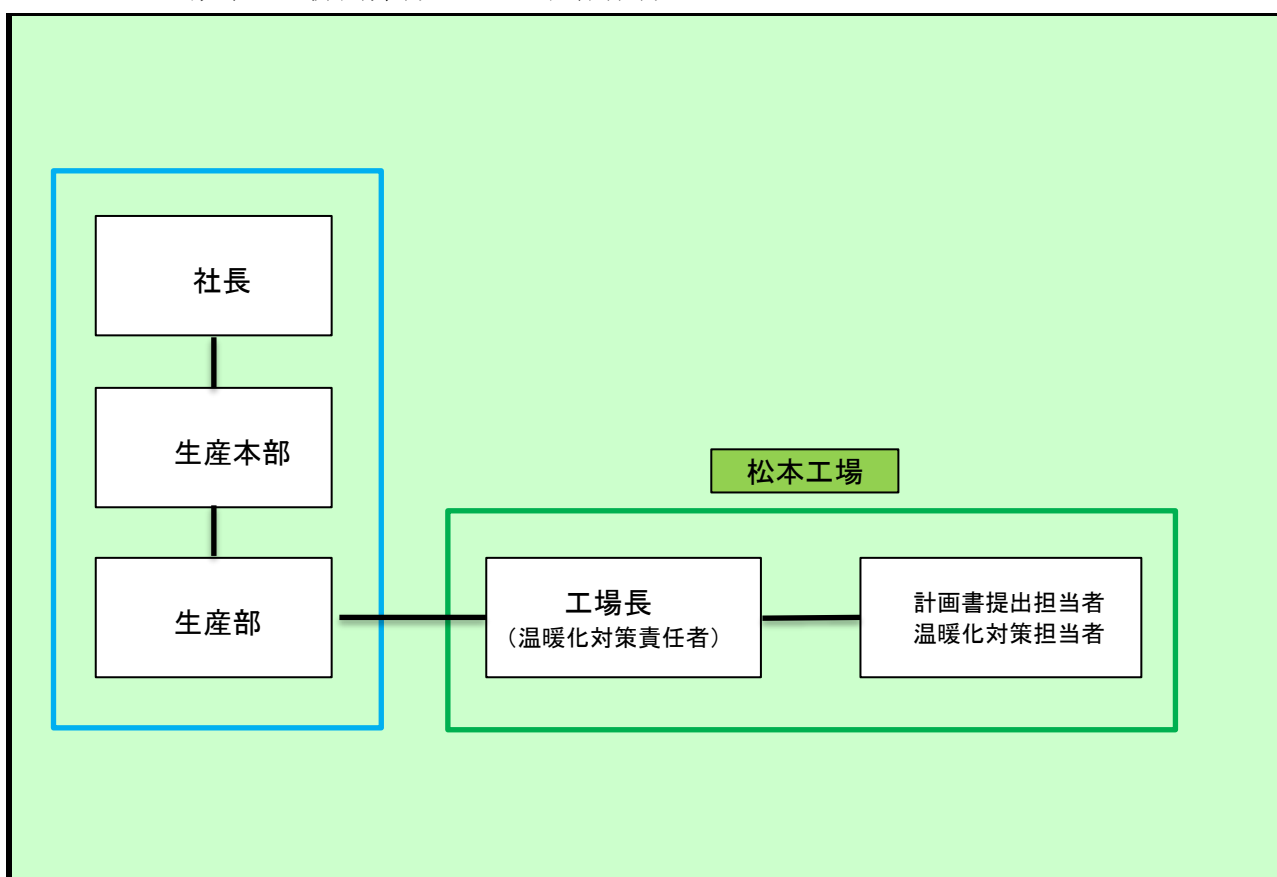 社長
生産本部
生産部
松本工場
工場長
（温暖化対策責任者）
計画書提出担当者
温暖化対策担当者